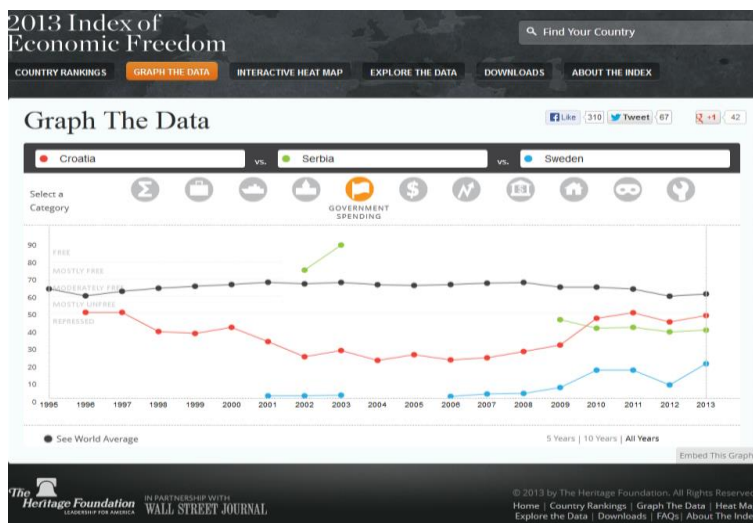 2013 Index of
Economic Freedom
Find Your Country
COUNTRY RANKINGS GRAPH THE DATA INTERACTIVE HEAT MAP EXPLORE THE DATA DOWNLOADS ABOUT THE INDEX
Graph The Data
Like 310 Tweet 67 +1 42
Croatia vs. Serbia vs. Sweden
Select a
Category
GOVERNMENT
SPENDING
90
FREE
80
MOSTLY FREE
70
MODERATELY FREE
60
MOSTLY UNFREE
50
REPRESSED
40
30
20
10
0 1995 1996 1997 1998 1999 2000 2001 2002 2003 2004 2005 2006 2007 2008 2009 2010 2011 2012 2013
See World Average 5 Years | 10 Years | All Years
Embed This Graph
The
Heritage Foundation
LEADERSHIP FOR AMERICA
IN PARTNERSHIP WITH
WALL STREET JOURNAL
© 2013 by The Heritage Foundation. All Rights Reserve
Home | Country Rankings | Graph The Data | Heat Ma
Explore the Data | Downloads | FAQs | About The Inde